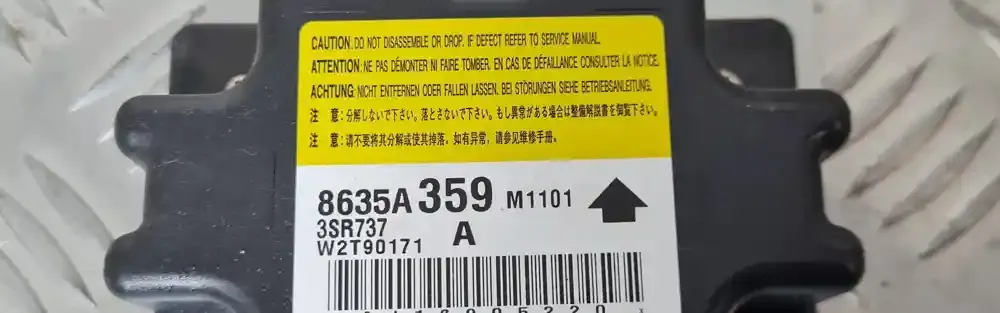 CAUTION: DO NOT DISASSEMBLE OR DROP. IF DEFECT REFER TO SERVICE MANUAL.
ATTENTION: NE PAS DÉMONTER NI FAIRE TOMBER. EN CAS DE DÉFAILLANCE CONSULTER LA NOTICE.
ACHTUNG: NICHT ENTFERNEN ODER FALLEN LASSEN. BEI STÖRUNGEN SIEHE BETRIEBSANLEITUNG.
注 意:分解しないで下さい。落とさないで下さい。もし異常がある場合は整備解説書を御覧下さい。
注 意:请不要将其分解或使其掉落。如有异常,请参见维修手册.
8635A359 M1101
3SR737
W2T90171 A